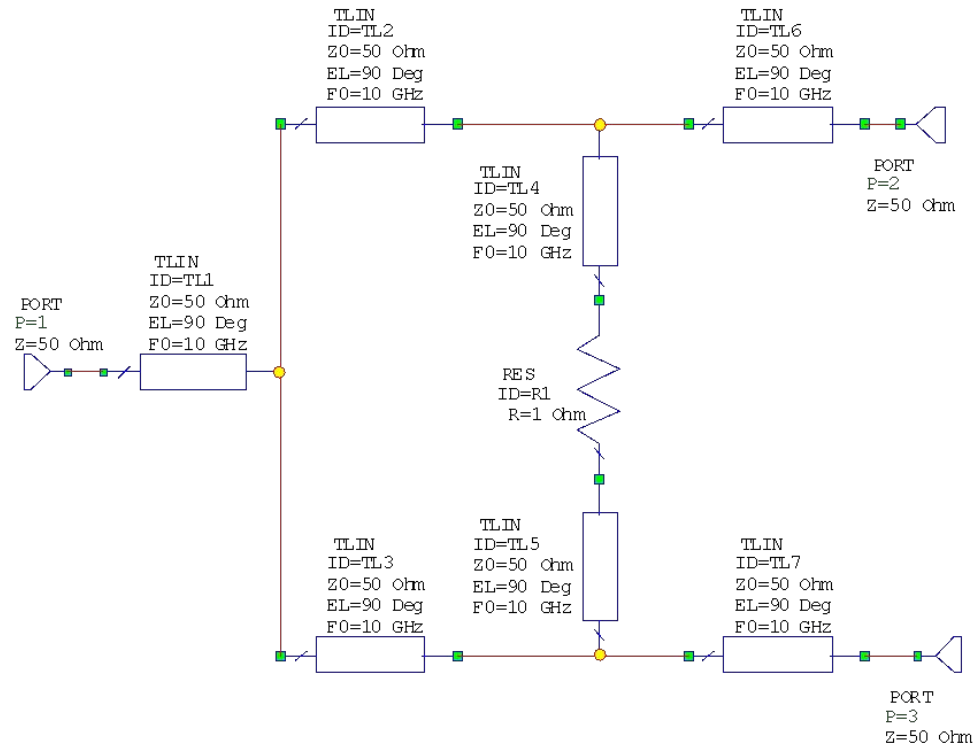 TLIN
ID=TL2
Z0=50 Ohm
EL=90 Deg
F0=10 GHz
TLIN
ID=TL6
Z0=50 Ohm
EL=90 Deg
F0=10 GHz
PORT
P=2
Z=50 Ohm
TLIN
ID=TL4
Z0=50 Ohm
EL=90 Deg
F0=10 GHz
TLIN
ID=TL1
Z0=50 Ohm
EL=90 Deg
F0=10 GHz
PORT
P=1
Z=50 Ohm
RES
ID=R1
R=1 Ohm
TLIN
ID=TL3
Z0=50 Ohm
EL=90 Deg
F0=10 GHz
TLIN
ID=TL5
Z0=50 Ohm
EL=90 Deg
F0=10 GHz
TLIN
ID=TL7
Z0=50 Ohm
EL=90 Deg
F0=10 GHz
PORT
P=3
Z=50 Ohm